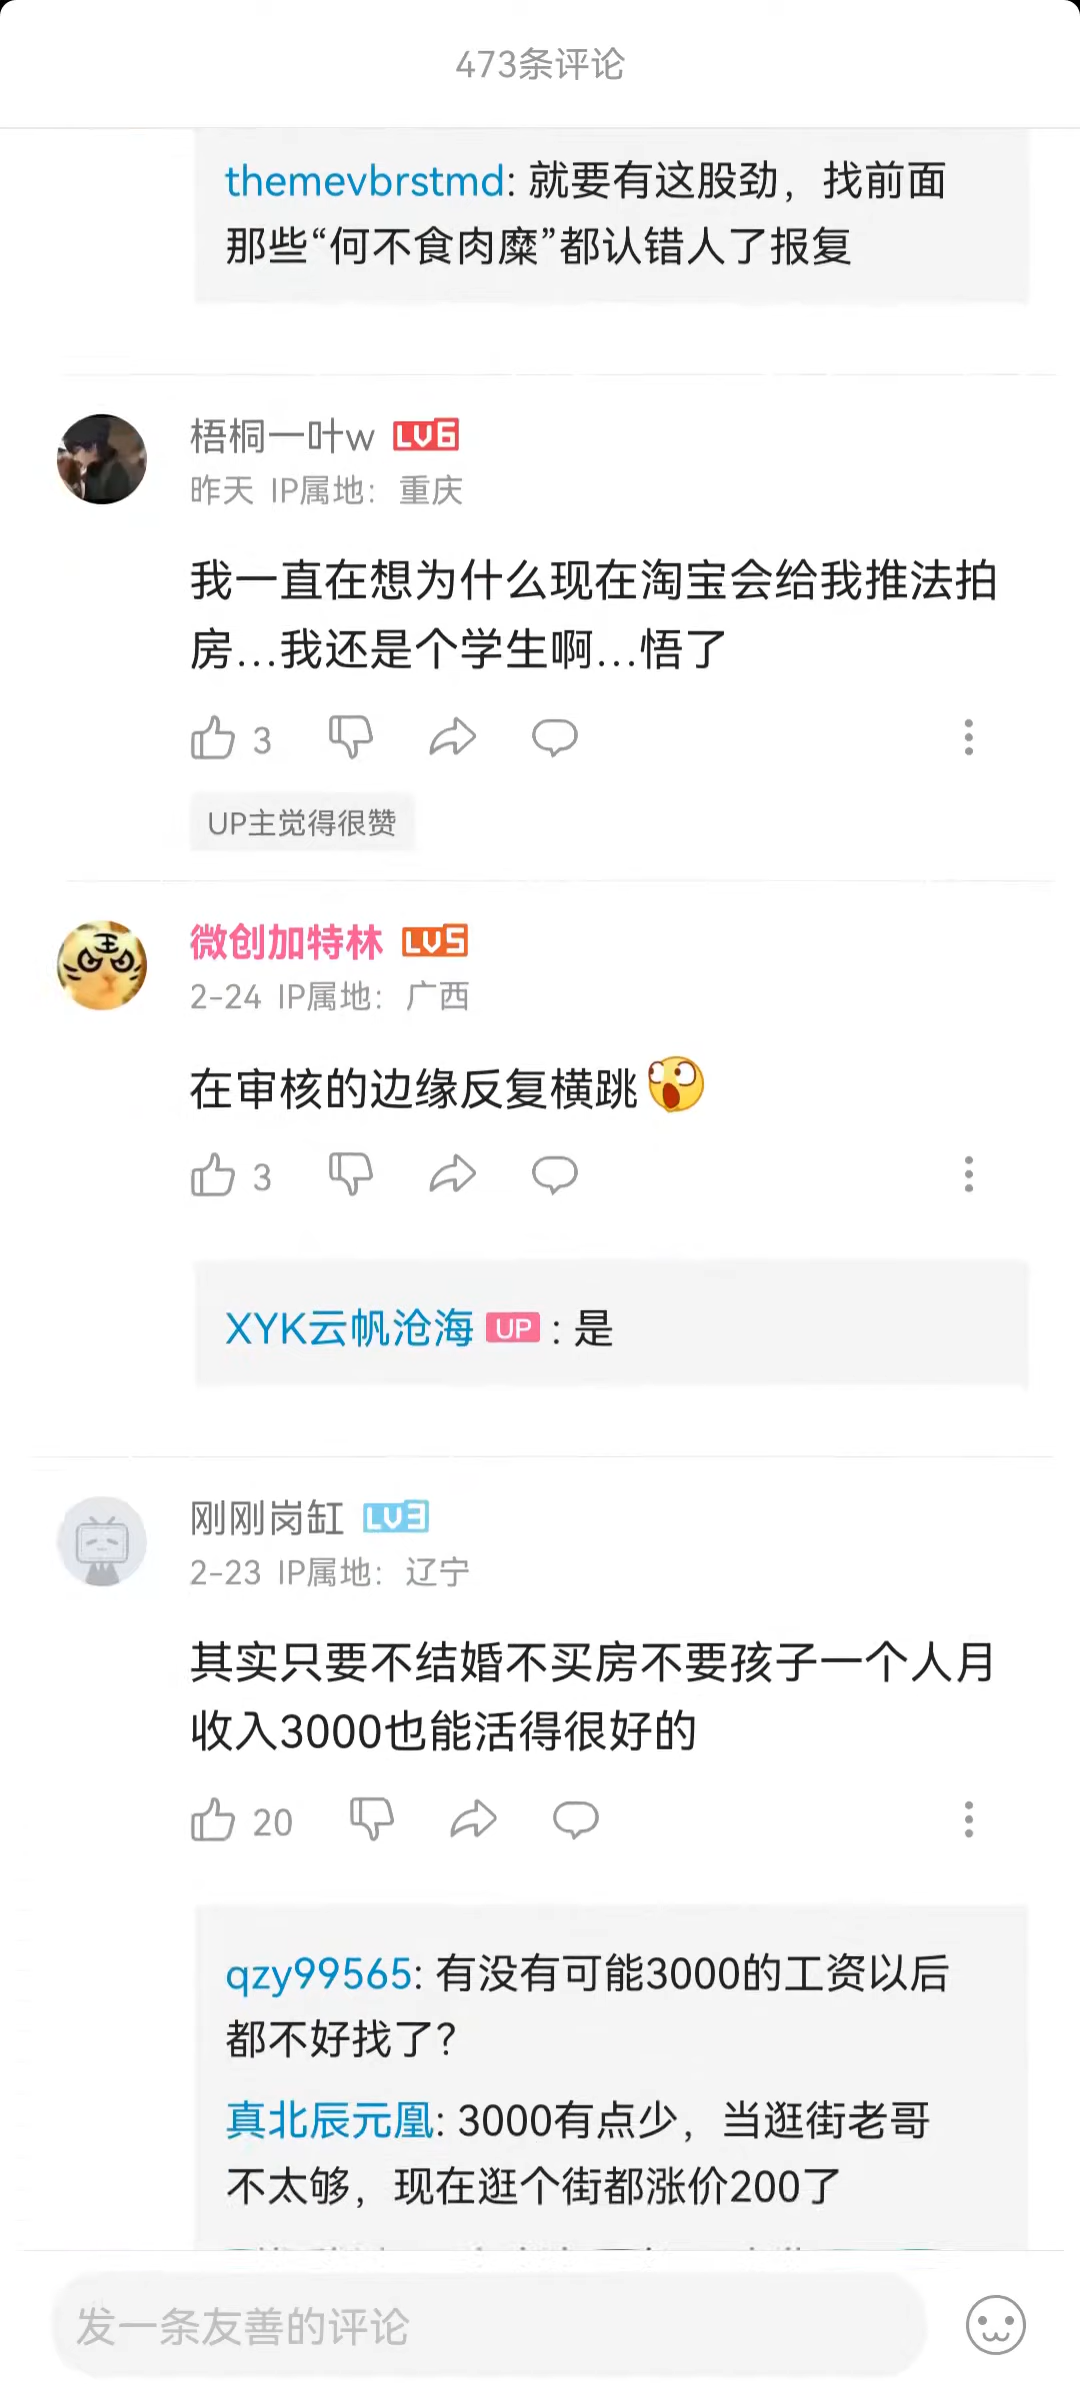 473条评论
themevbrstmd: 就要有这股劲，找前面
那些“何不食肉糜”都认错人了报复
梧桐一叶w LV6
昨天 IP属地：重庆
我一直在想为什么现在淘宝会给我推法拍
房...我还是个学生啊...悟了
3
UP主觉得很赞
微创加特林 LV5
2-24 IP属地：广西
在审核的边缘反复横跳
3
XYK云帆沧海 UP : 是
刚刚岗缸 LV3
2-23 IP属地：辽宁
其实只要不结婚不买房不要孩子一个人月
收入3000也能活得很好的
20
qzy99565: 有没有可能3000的工资以后
都不好找了？
真北辰元凰: 3000有点少，当逛街老哥
不太够，现在逛个街都涨价200了
发一条友善的评论